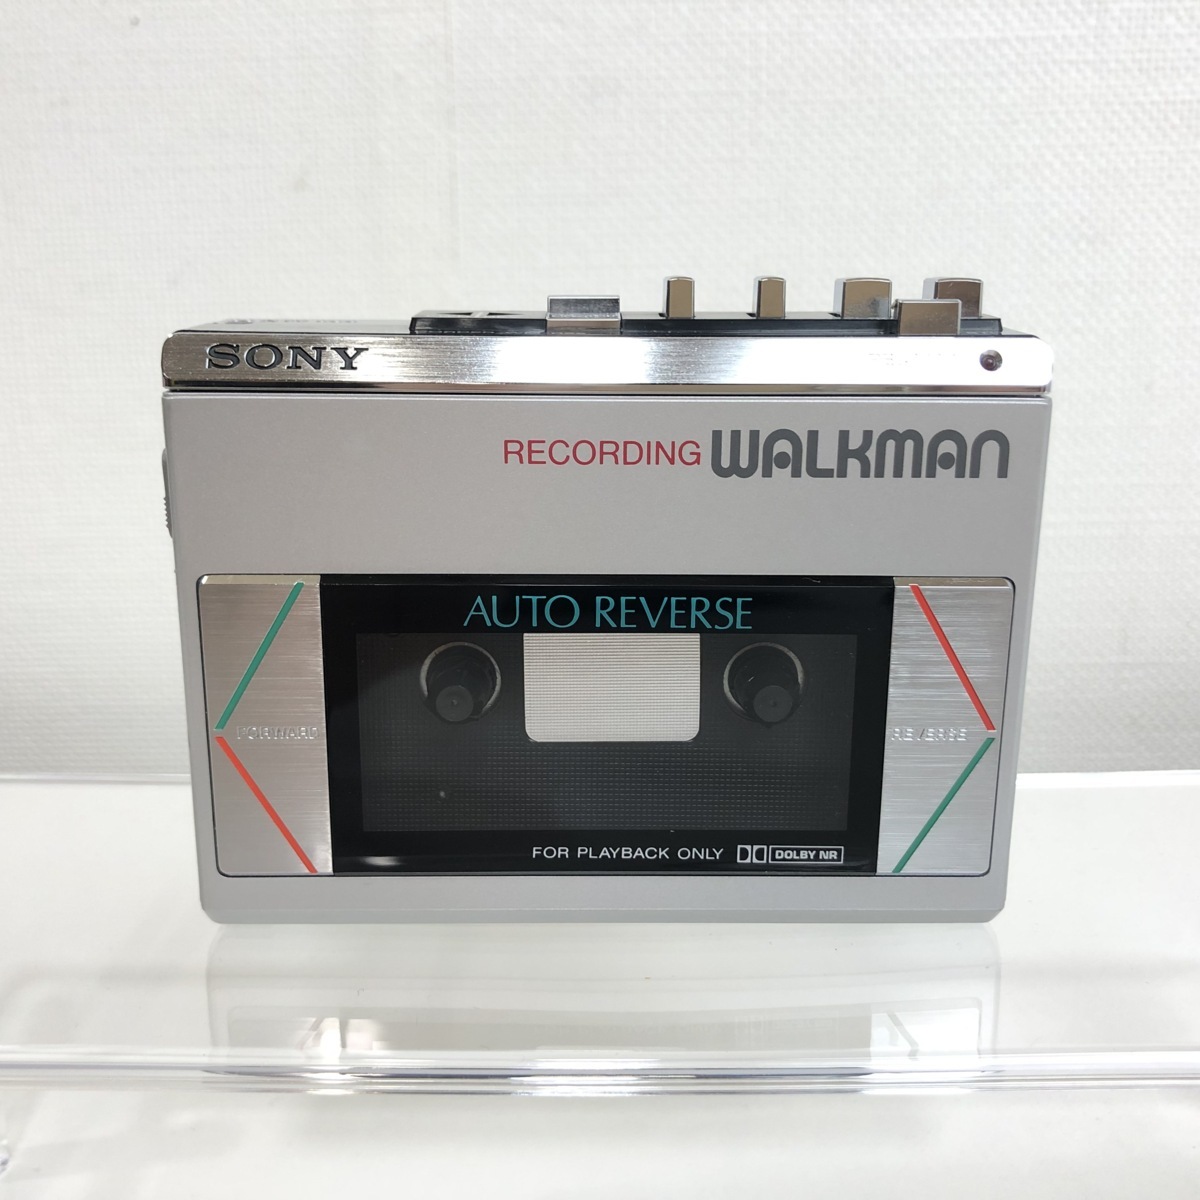 SONY
RECORDING WALKMAN
AUTO REVERSE
FORWARD
REVERSE
FOR PLAYBACK ONLY DOLBY NR